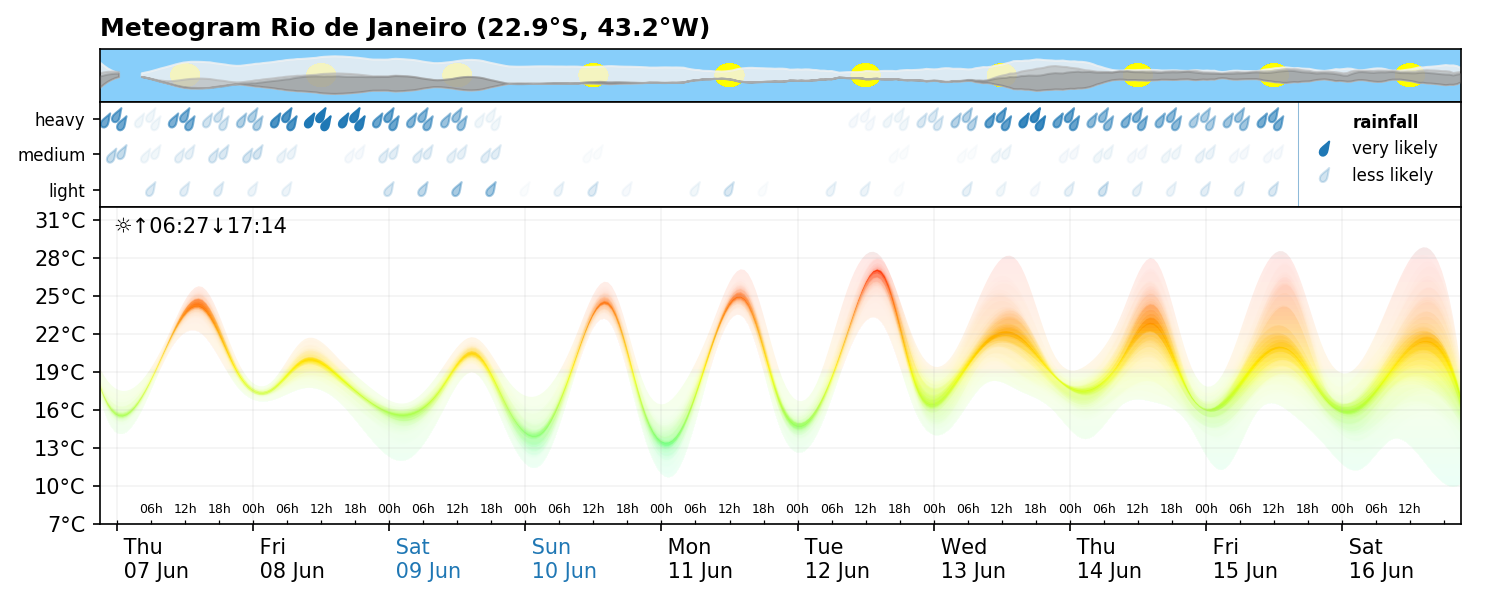 Meteogram Rio de Janeiro (22.9°S, 43.2°W)
heavy
medium
light
rainfall
very likely
less likely
☼↑06:27↓17:14
31°C
28°C
25°C
22°C
19°C
16°C
13°C
10°C
7°C
06h 12h 18h 00h 06h 12h 18h 00h 06h 12h 18h 00h 06h 12h 18h 00h 06h 12h 18h 00h 06h 12h 18h 00h 06h 12h 18h 00h 06h 12h 18h 00h 06h 12h 18h 00h 06h 12h
Thu Fri Sat Sun Mon Tue Wed Thu Fri Sat
07 Jun 08 Jun 09 Jun 10 Jun 11 Jun 12 Jun 13 Jun 14 Jun 15 Jun 16 Jun